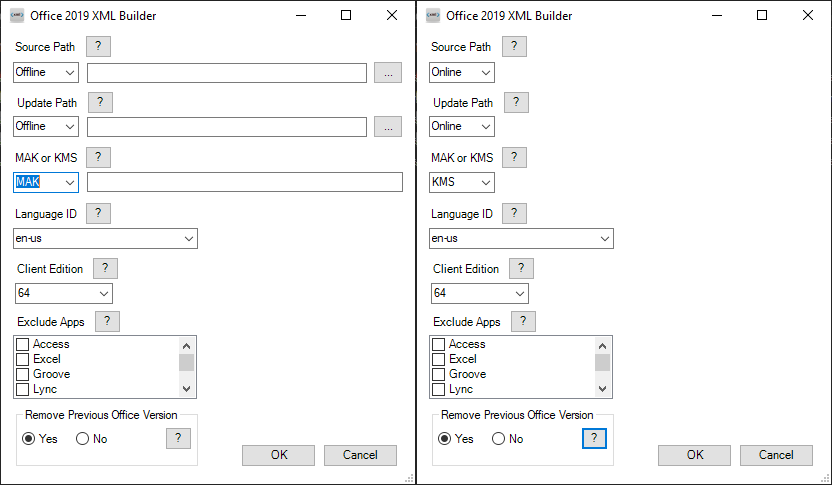 Office 2019 XML Builder
Source Path ?
Offline ...
Update Path ?
Offline ...
MAK or KMS ?
MAK
Language ID ?
en-us
Client Edition ?
64
Exclude Apps ?
Access
Excel
Groove
Lync
Remove Previous Office Version
Yes No ?
OK Cancel
Office 2019 XML Builder
Source Path ?
Online
Update Path ?
Online
MAK or KMS ?
KMS
Language ID ?
en-us
Client Edition ?
64
Exclude Apps ?
Access
Excel
Groove
Lync
Remove Previous Office Version
Yes No ?
OK Cancel